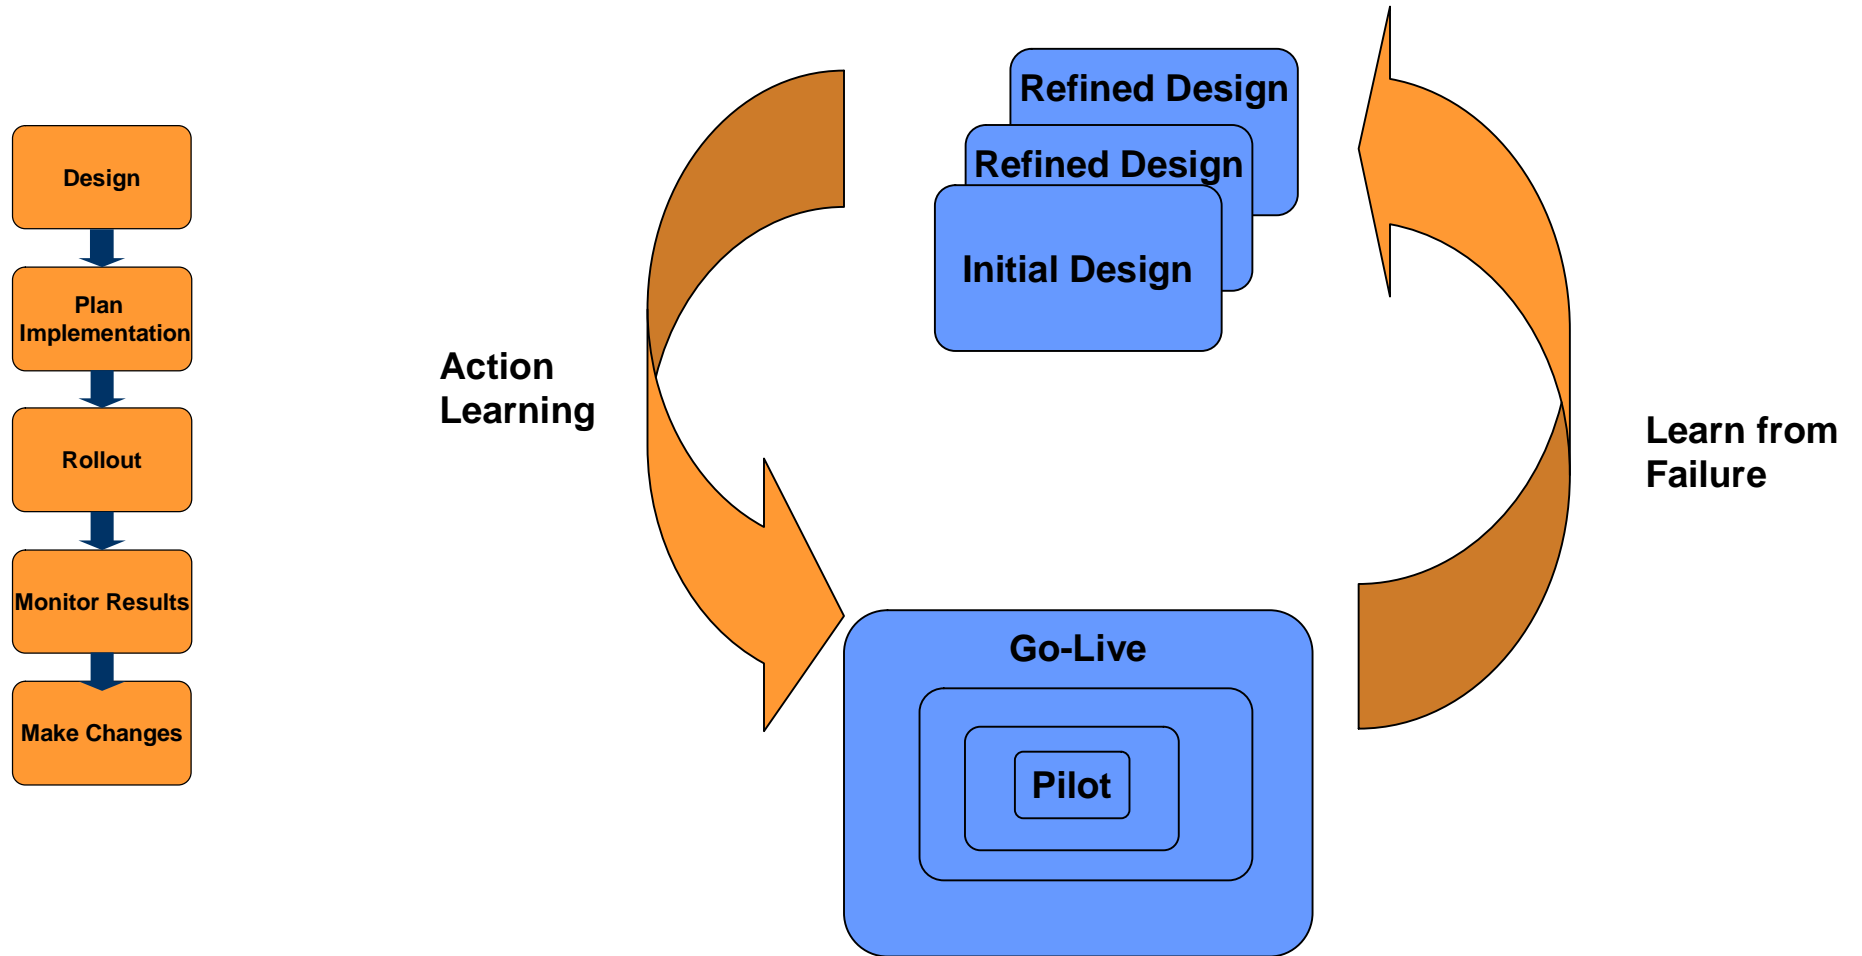 Design
Plan
Implementation
Rollout
Monitor Results
Make Changes
Action
Learning
Refined Design
Refined Design
Initial Design
Learn from
Failure
Go-Live
Pilot